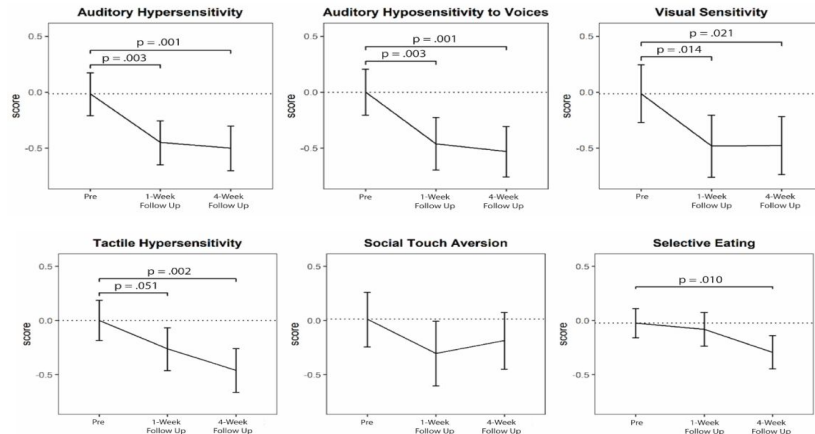 Auditory Hypersensitivity
0.5
p = .001
p = .003
0.0
score
-0.5
Pre
1-Week
Follow Up
4-Week
Follow Up
Auditory Hyposensitivity to Voices
0.5
p = .001
p = .003
0.0
score
-0.5
Pre
1-Week
Follow Up
4-Week
Follow Up
Visual Sensitivity
0.5
p = .021
p = .014
0.0
score
-0.5
Pre
1-Week
Follow Up
4-Week
Follow Up
Tactile Hypersensitivity
0.5
p = .002
p = .051
0.0
score
-0.5
Pre
1-Week
Follow Up
4-Week
Follow Up
Social Touch Aversion
0.5
0.0
score
-0.5
Pre
1-Week
Follow Up
4-Week
Follow Up
Selective Eating
0.5
p = .010
0.0
score
-0.5
Pre
1-Week
Follow Up
4-Week
Follow Up